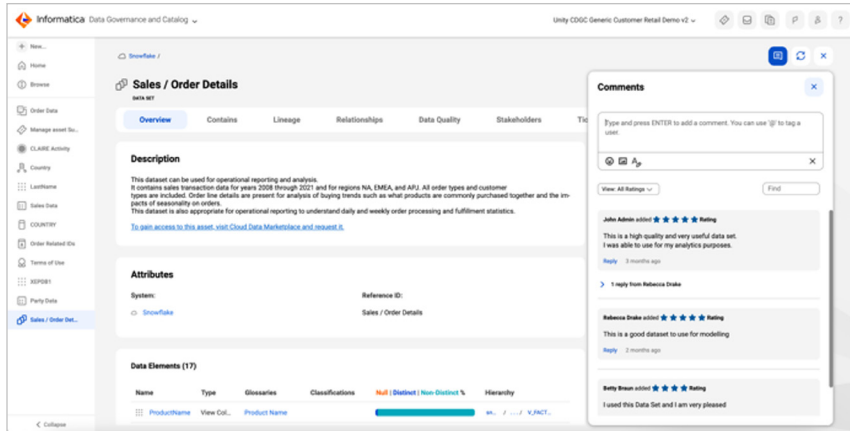 Informatica Data Governance and Catalog
Unity CDGC Generic Customer Retail Demo v2
?
New...
Home
Browse
Order Data
Manage asset Su...
CLAIRE Activity
Country
LastName
Sales Data
COUNTRY
Order Related IDs
Terms of Use
XEPDB1
Party Data
Sales / Order Det...
Collapse
Snowflake /
Sales / Order Details
DATA SET
Overview Contains Lineage Relationships Data Quality Stakeholders Tic
Description
This dataset can be used for operational reporting and analysis.
It contains sales transaction data for years 2008 through 2021 and for regions NA, EMEA, and APJ. All order types and customer
types are included. Order line details are present for analysis of buying trends such as what products are commonly purchased together and the im-
pacts of seasonality on orders.
This dataset is also appropriate for operational reporting to understand daily and weekly order processing and fulfillment statistics.
To gain access to this asset, visit Cloud Data Marketplace and request it.
Attributes
System: Reference ID:
Snowflake Sales / Order Details
Data Elements (17)
Name Type Glossaries Classifications Null | Distinct | Non-Distinct % Hierarchy
ProductName View Col... Product Name sn... / .../ V_FACT...
Comments
Type and press ENTER to add a comment. You can use '@' to tag a
user.
View: All Ratings
Find
John Admin added ★ ★ ★ ★ ★ Rating
This is a high quality and very useful data set.
I was able to use for my analytics purposes.
Reply 3 months ago
1 reply from Rebecca Drake
Rebecca Drake added ★ ★ ★ ★ ★ Rating
This is a good dataset to use for modelling
Reply 2 months ago
Betty Braun added ★ ★ ★ ★ Rating
I used this Data Set and I am very pleased